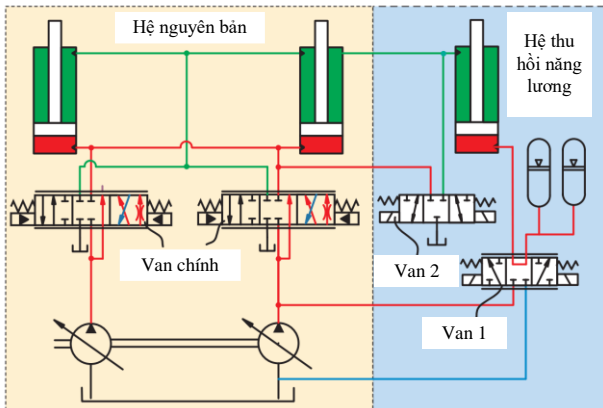 Hệ nguyên bản
Hệ thu
hồi năng
lương
Van chính
Van 2
Van 1